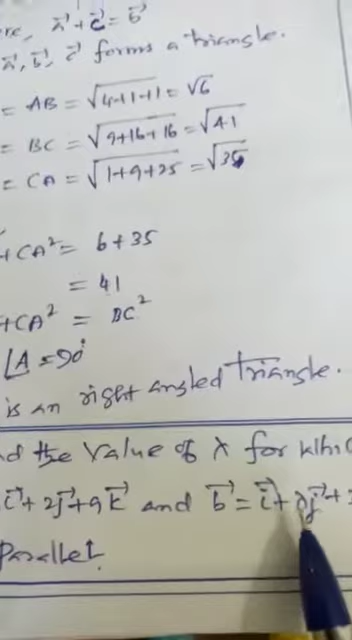 re, a⃗ + c⃗ = b⃗
a⃗, b⃗, c⃗ forms a triangle.
= AB = √4+1+1 = √6
= BC = √9+16+16 = √41
= CA = √1+9+25 = √35
+CA² = 6+35
= 41
+CA² = BC²
∠A = 90°
is an right angled Triangle.
the value of λ for
i⃗ + 2j⃗ + 9k⃗ and b⃗ = i⃗ + λj⃗ +
Parallel.